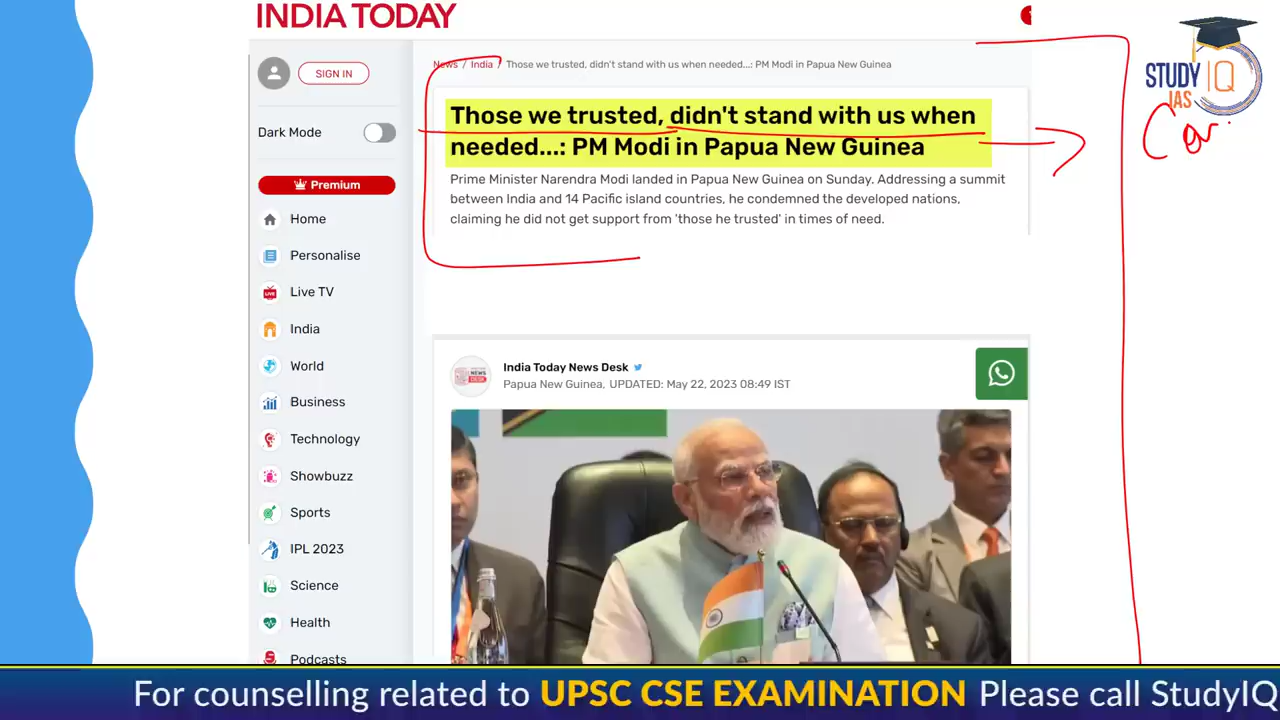 INDIA TODAY
SIGN IN
Dark Mode
Premium
Home
Personalise
Live TV
India
World
Business
Technology
Showbuzz
Sports
IPL 2023
Science
Health
Podcasts
News / India / Those we trusted, didn't stand with us when needed...: PM Modi in Papua New Guinea
Those we trusted, didn't stand with us when
needed...: PM Modi in Papua New Guinea
Prime Minister Narendra Modi landed in Papua New Guinea on Sunday. Addressing a summit
between India and 14 Pacific island countries, he condemned the developed nations,
claiming he did not get support from 'those he trusted' in times of need.
India Today News Desk
Papua New Guinea, UPDATED: May 22, 2023 08:49 IST
STUDY IQ
IAS
For counselling related to UPSC CSE EXAMINATION Please call StudyIQ